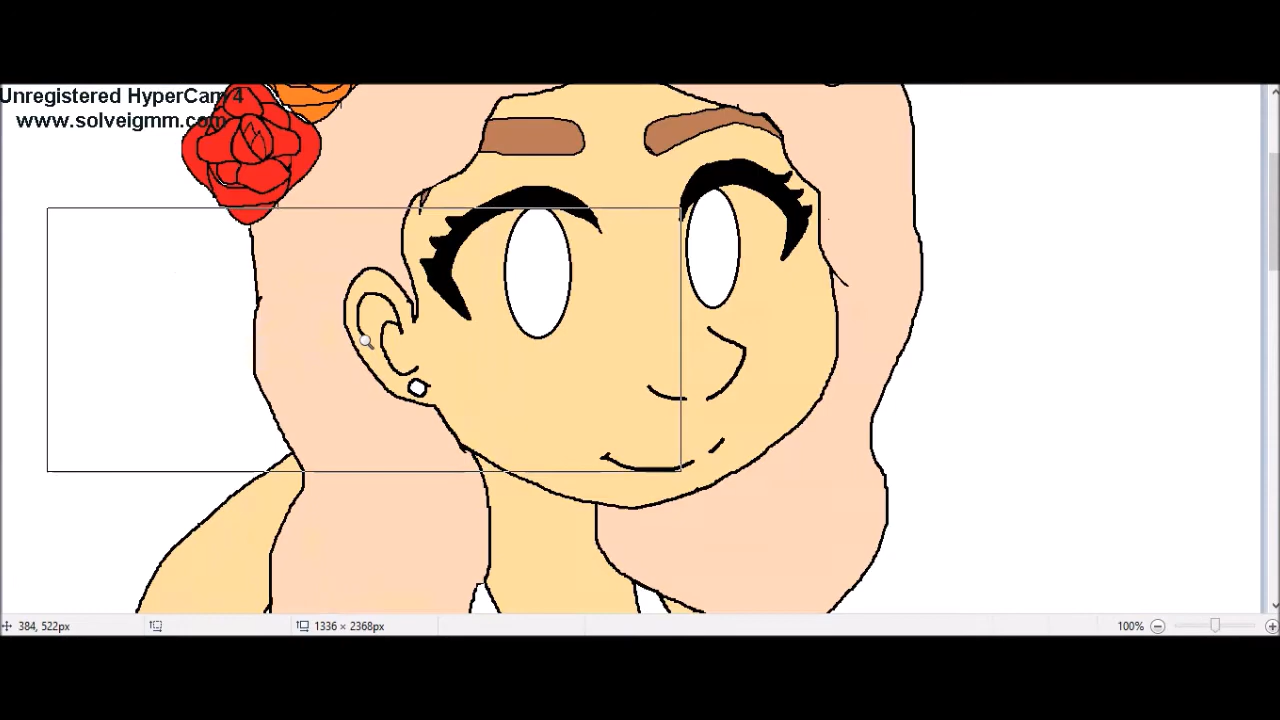 Unregistered HyperCam 4
www.solveigmm.com
384, 522px
1336 × 2368px
100%